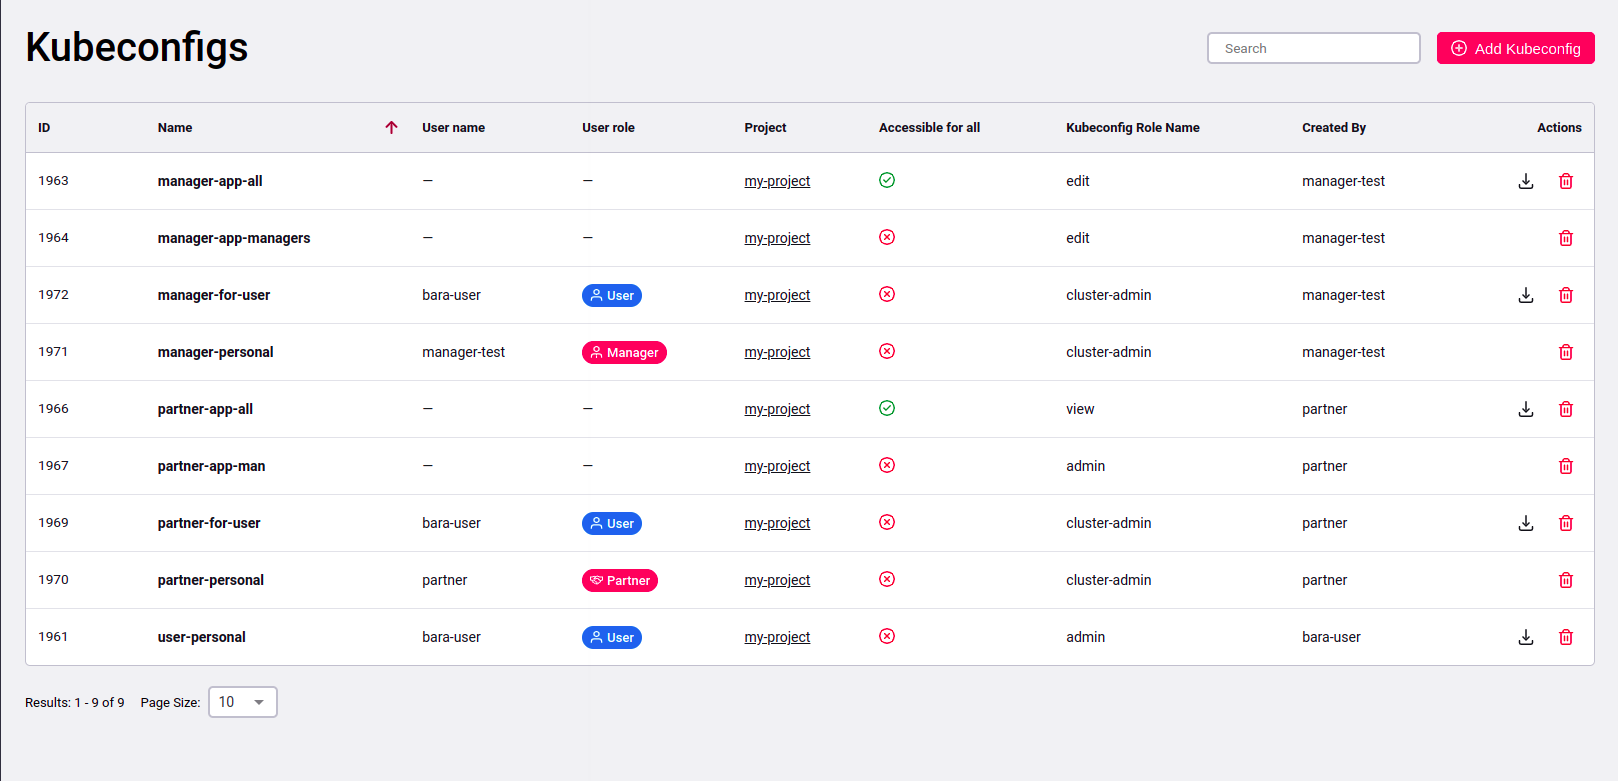 Kubeconfigs
Search
Add Kubeconfig
ID Name User name User role Project Accessible for all Kubeconfig Role Name Created By Actions
1963 manager-app-all — — my-project edit manager-test
1964 manager-app-managers — — my-project edit manager-test
1972 manager-for-user bara-user User my-project cluster-admin manager-test
1971 manager-personal manager-test Manager my-project cluster-admin manager-test
1966 partner-app-all — — my-project view partner
1967 partner-app-man — — my-project admin partner
1969 partner-for-user bara-user User my-project cluster-admin partner
1970 partner-personal partner Partner my-project cluster-admin partner
1961 user-personal bara-user User my-project admin bara-user
Results: 1 - 9 of 9 Page Size: 10